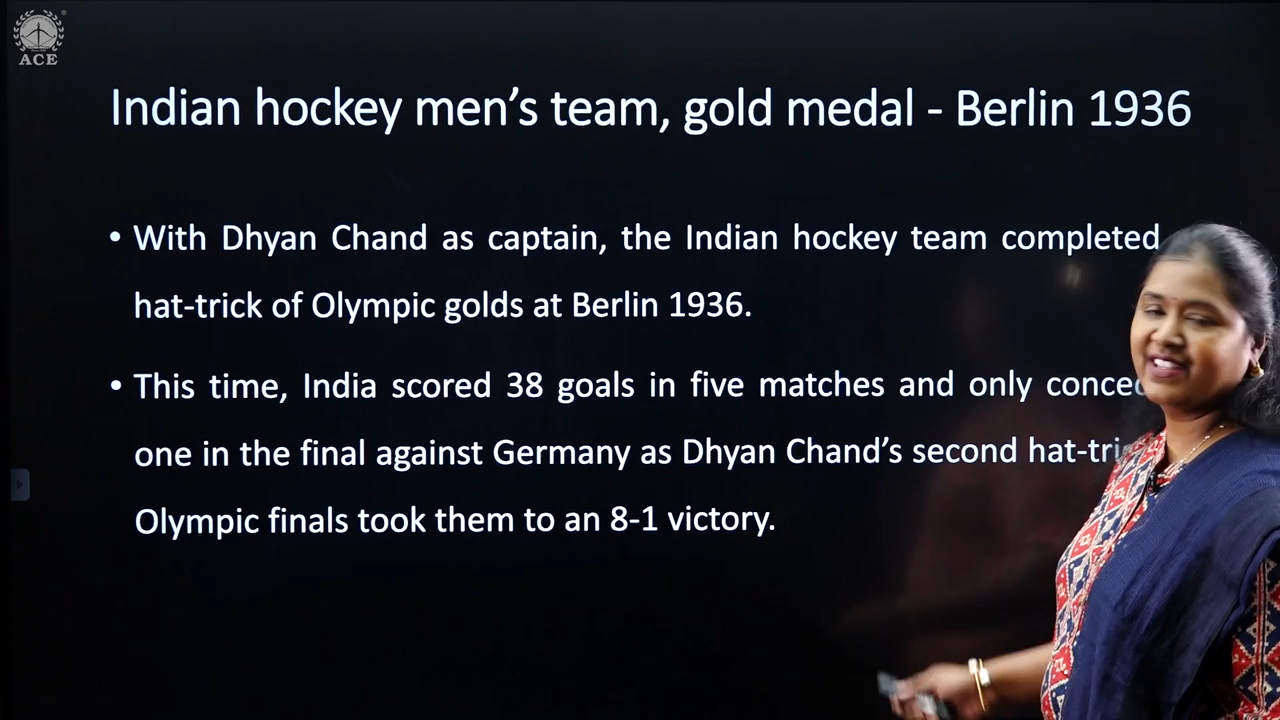 ACE
Indian hockey men's team, gold medal - Berlin 1936
• With Dhyan Chand as captain, the Indian hockey team completed
hat-trick of Olympic golds at Berlin 1936.
• This time, India scored 38 goals in five matches and only
one in the final against Germany as Dhyan Chand's second
Olympic finals took them to an 8-1 victory.